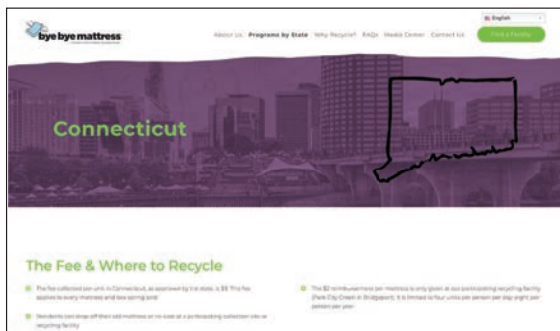 English
bye bye mattress
About Us Programs by State Why Recycle? FAQs Media Center Contact Us Find a Facility
Connecticut
The Fee & Where to Recycle
The fee collected per unit in Connecticut, as approved by the state, is This fee
applies to every mattress and box spring sold.
Residents can drop off their old mattress at no cost at a participating collection site or
recycling facility.
The $2 reimbursement per mattress is only given at our participating recycling facility
(Park City Green in Bridgeport). It is limited to four units per person per day; eight per
person per year.